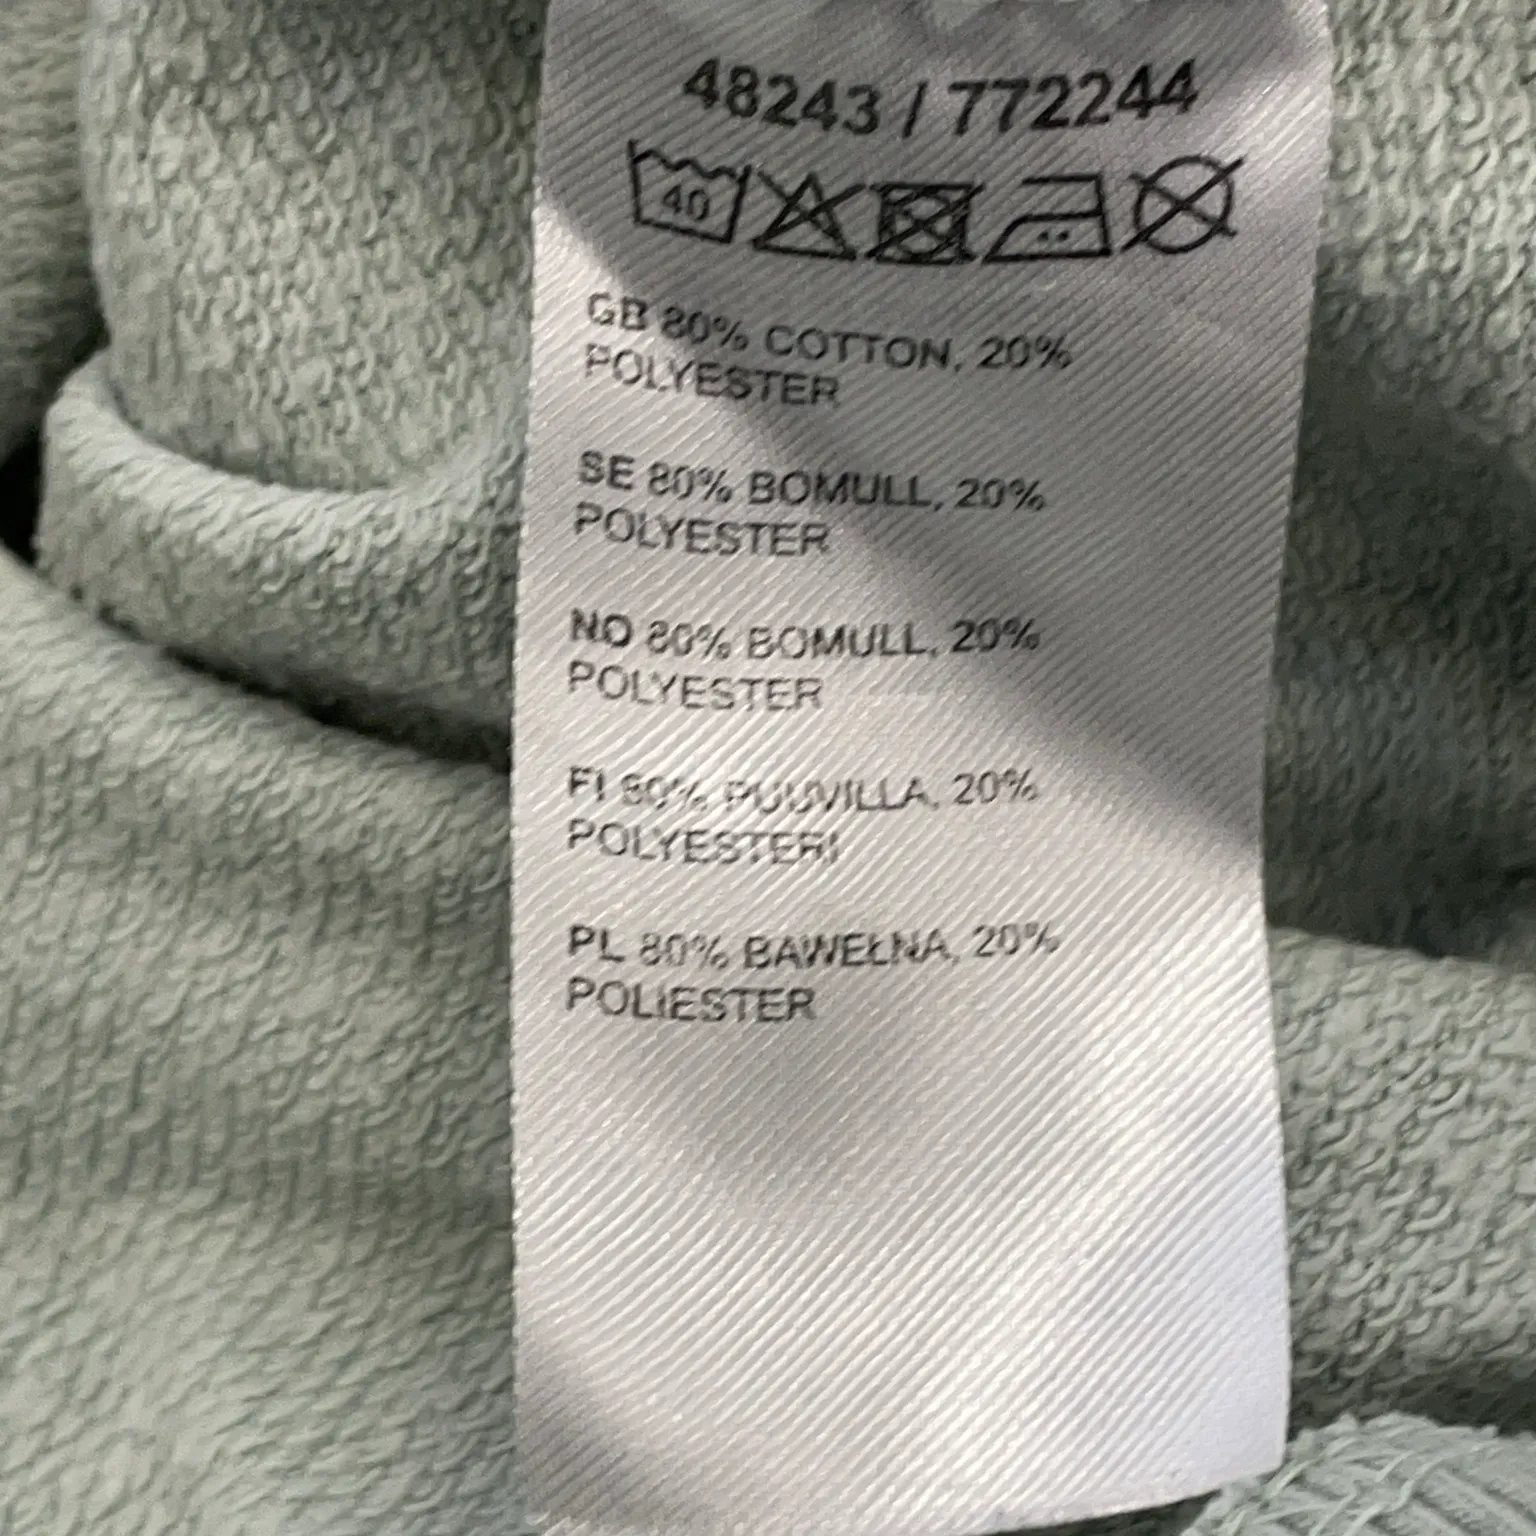 48243 / 772244
40
GB 80% COTTON, 20%
POLYESTER
SE 80% BOMULL, 20%
POLYESTER
NO 80% BOMULL, 20%
POLYESTER
FI 80% PUUVILLA, 20%
POLYESTERI
PL 80% BAWEŁNA, 20%
POLIESTER